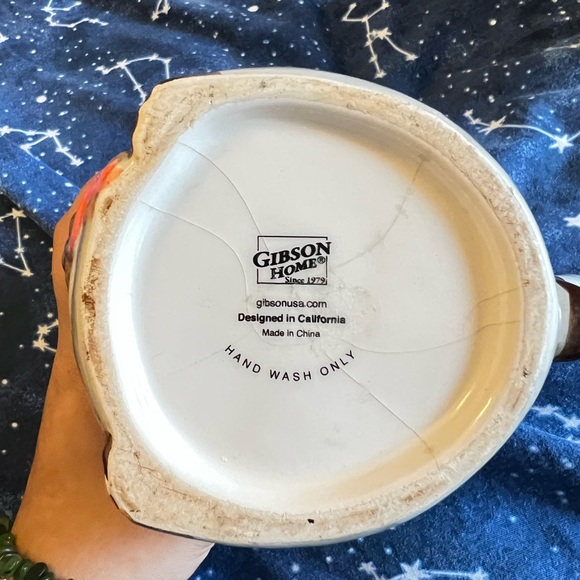 GIBSON
HOME®
Since 1979
gibsonusa.com
Designed in California
Made in China
HAND WASH ONLY